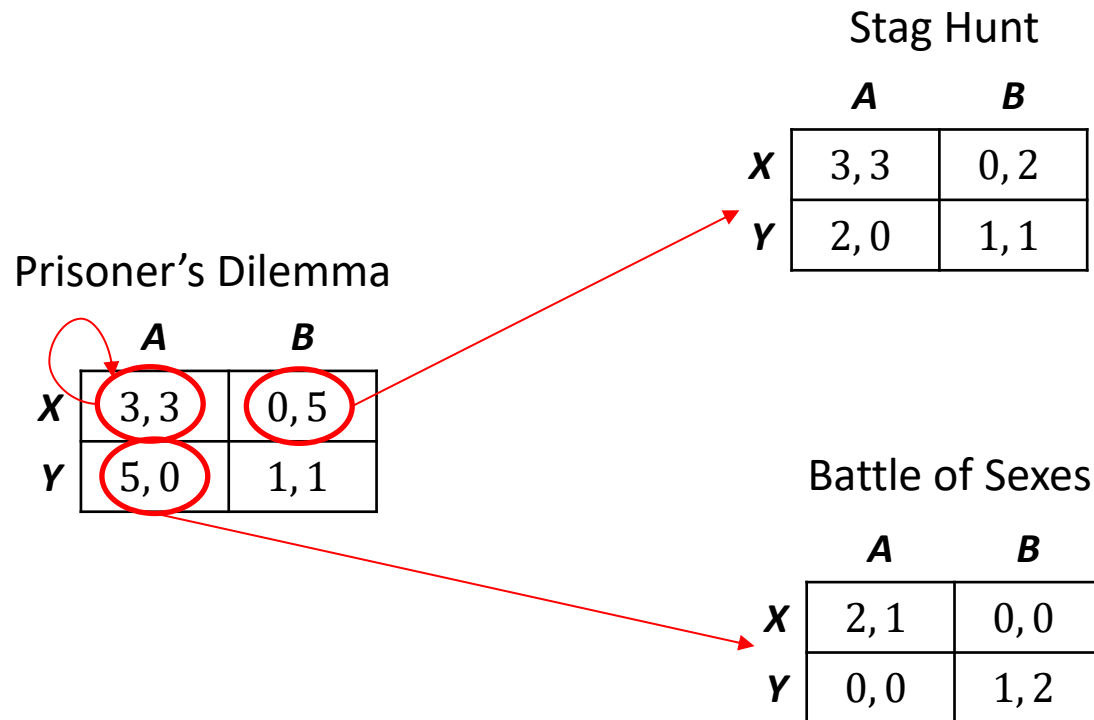 Stag Hunt
A B
X 3, 3 0, 2
Y 2, 0 1, 1
Prisoner’s Dilemma
A B
X 3, 3 0, 5
Y 5, 0 1, 1
Battle of Sexes
A B
X 2, 1 0, 0
Y 0, 0 1, 2